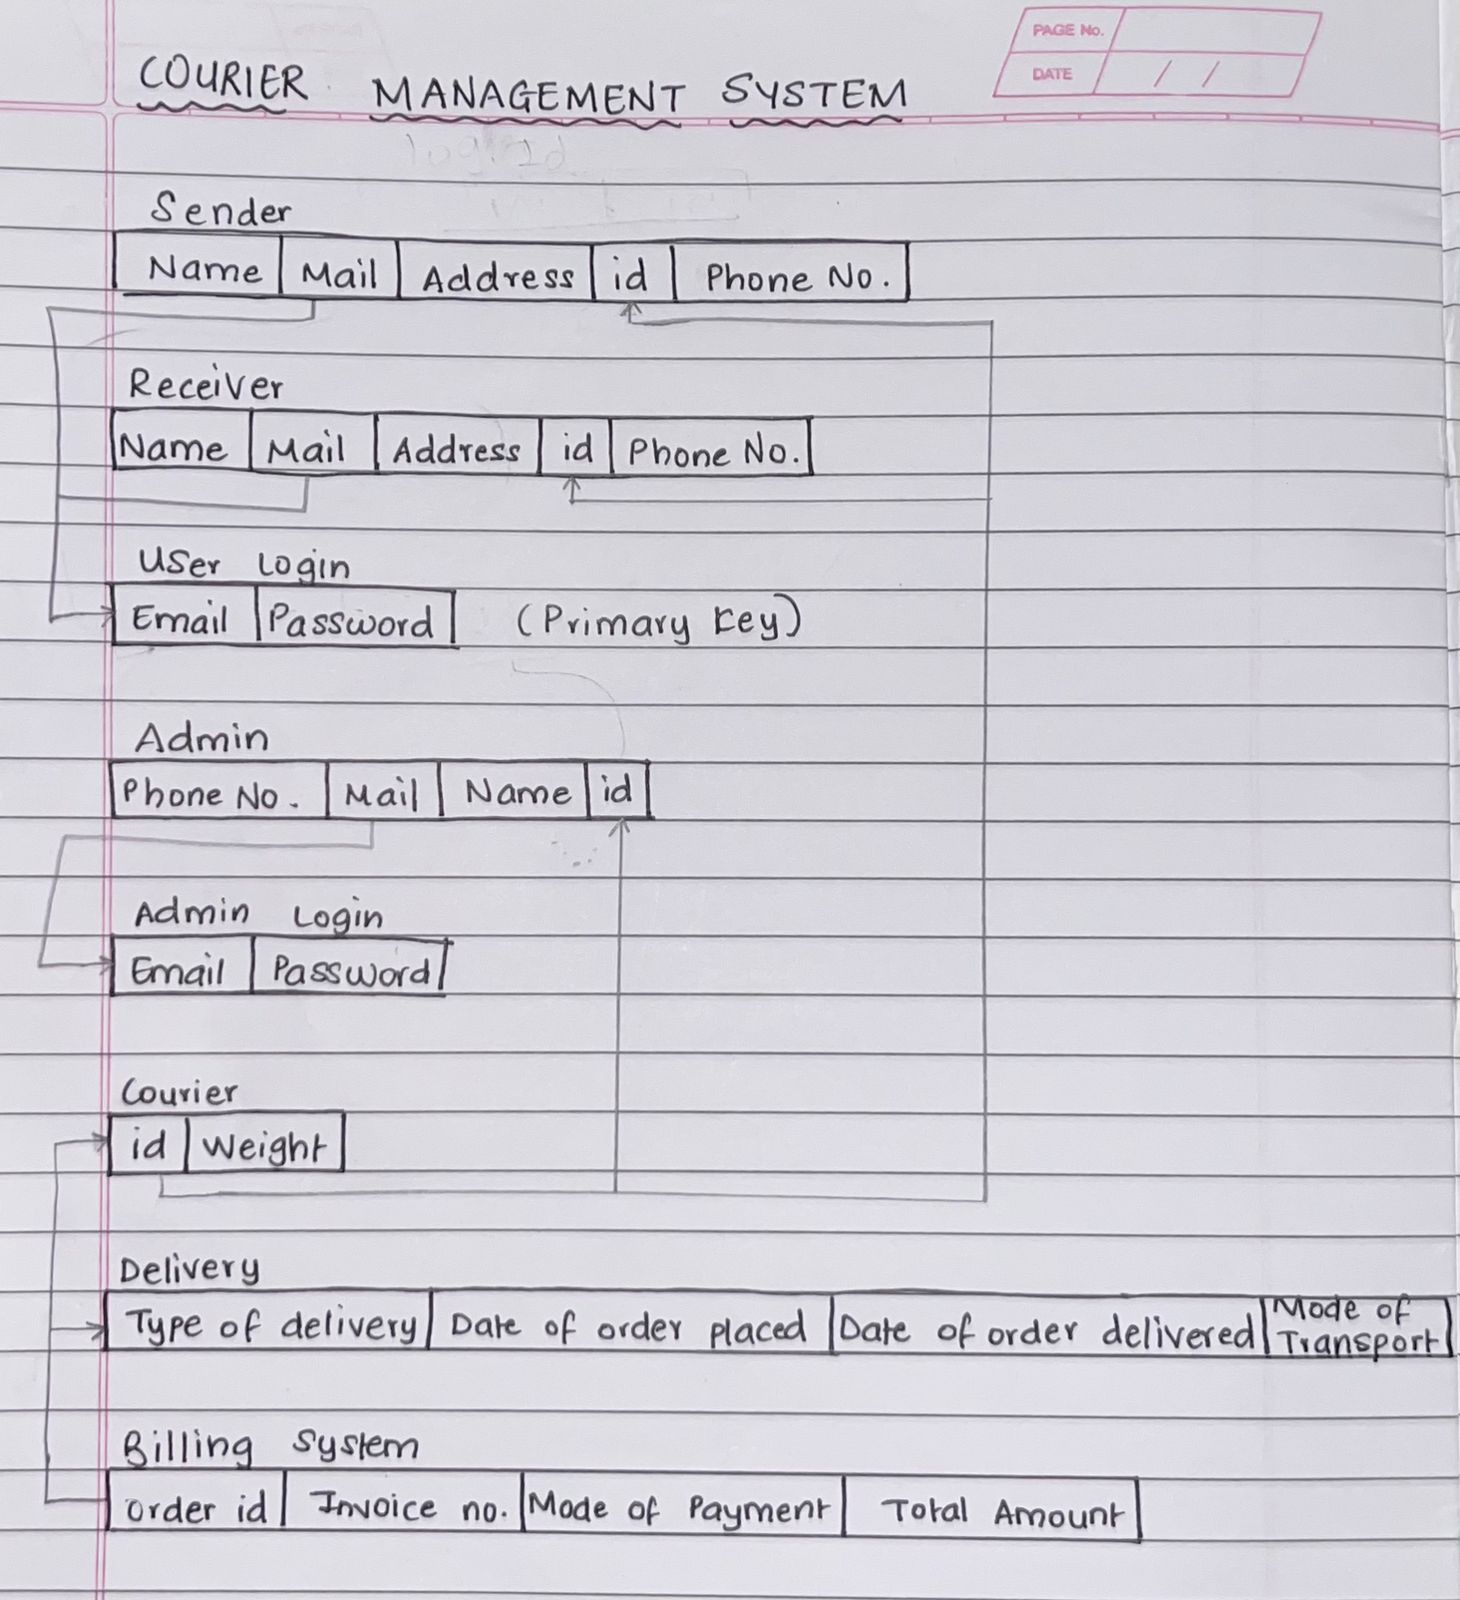 PAGE No.
DATE / /
COURIER MANAGEMENT SYSTEM
Sender
Name Mail Address id Phone No.
Receiver
Name Mail Address id Phone No.
User Login
Email Password (Primary Key)
Admin
Phone No. Mail Name id
Admin Login
Email Password
Courier
id Weight
Delivery
Type of delivery Date of order placed Date of order delivered Mode of
Transport
Billing System
Order id Invoice no. Mode of Payment Total Amount